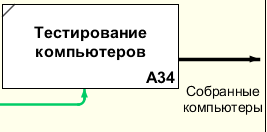 Тестирование
компьютеров
А34
Собранные
компьютеры